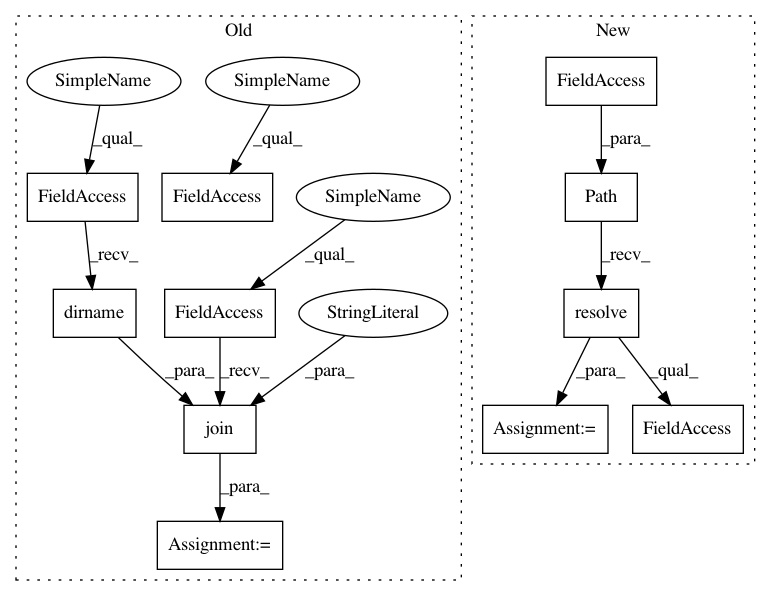 Old
New
SimpleName
SimpleName
FieldAccess
_qual_
_qual_
_para_
FieldAccess
FieldAccess
SimpleName
Path
_recv_
_qual_
_recv_
dirname
FieldAccess
StringLiteral
resolve
_para_
_recv_
_para_
_para_
_qual_
join
Assignment:=
FieldAccess
_para_
Assignment:=